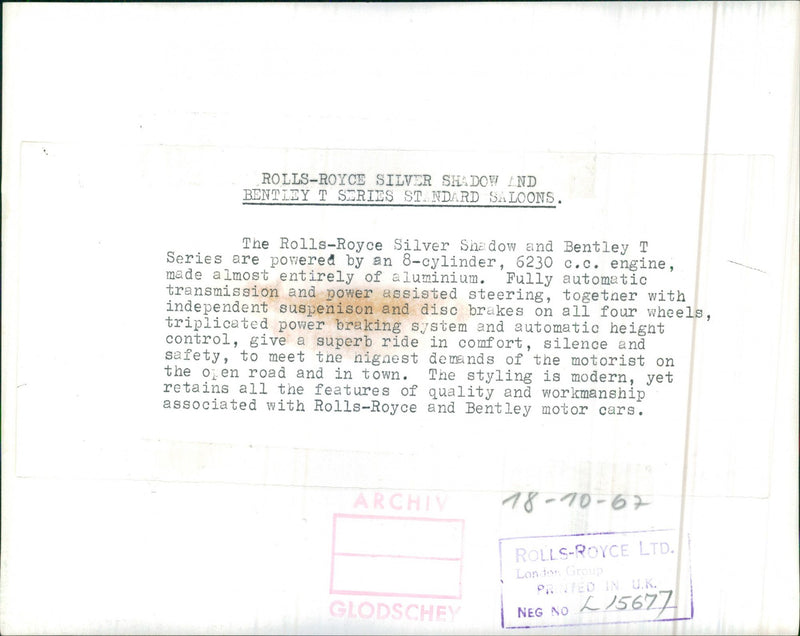 ROLLS-ROYCE SILVER SHADOW AND
BENTLEY T SERIES STANDARD SALOONS.
The Rolls-Royce Silver Shadow and Bentley T
Series are powered by an 8-cylinder, 6230 c.c. engine,
made almost entirely of aluminium. Fully automatic
transmission and power assisted steering, together with
independent suspenison and disc brakes on all four wheels,
triplicated power braking system and automatic height
control, give a superb ride in comfort, silence and
safety, to meet the highest demands of the motorist on
the open road and in town. The styling is modern, yet
retains all the features of quality and workmanship
associated with Rolls-Royce and Bentley motor cars.
18-10-67
ARCHIV
GLODSCHEY
ROLLS-ROYCE LTD.
London Group
PRINTED IN U.K.
NEG NO L15677